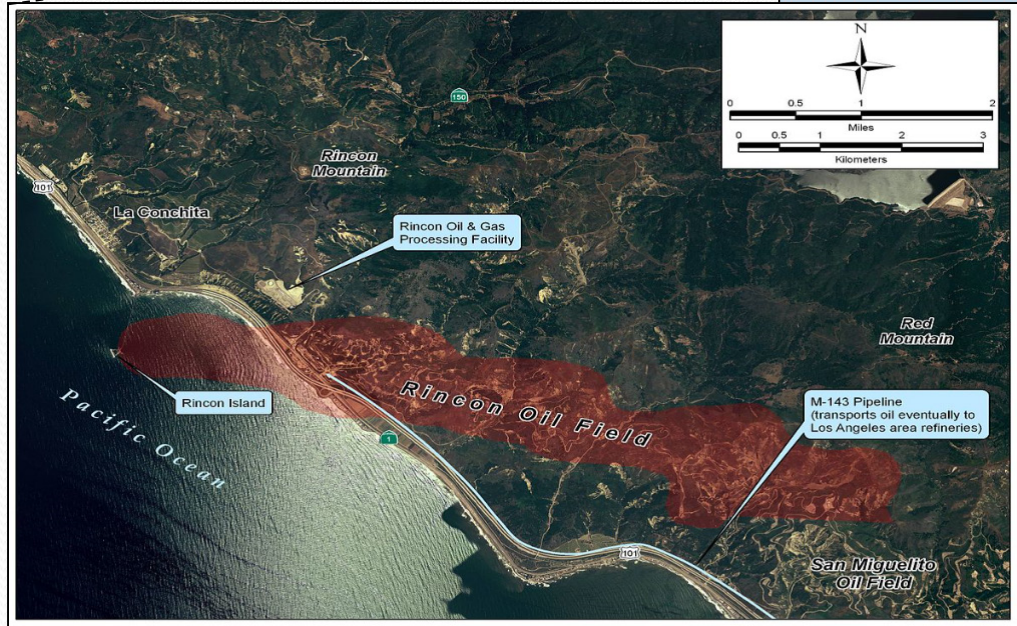 N
0 0.5 1 2
Miles
0 0.5 1 2 3
Kilometers
150
Rincon
Mountain
101
La Conchita
Rincon Oil & Gas
Processing Facility
Red
Mountain
Rincon Island
Rincon Oil Field
M-143 Pipeline
(transports oil eventually to
Los Angeles area refineries)
Pacific Ocean
1
101
San Miguelito
Oil Field